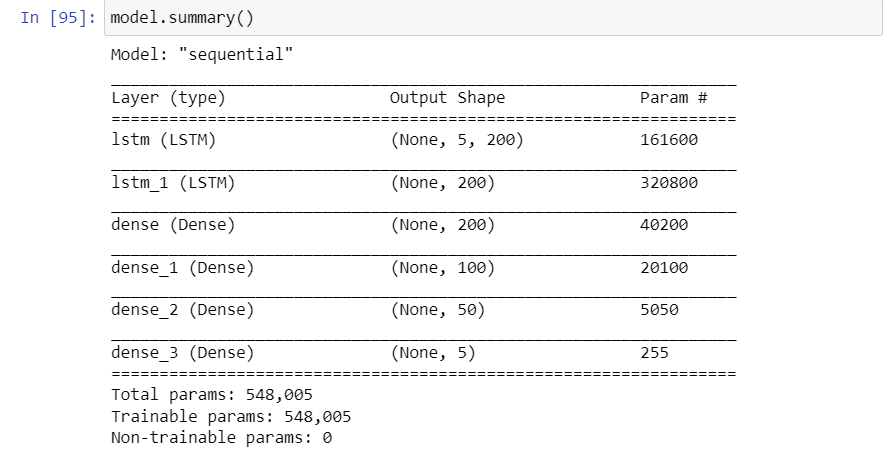 In [95]: model.summary()
Model: "sequential"
_________________________________________________________________
Layer (type)                 Output Shape              Param #
=================================================================
lstm (LSTM)                  (None, 5, 200)            161600
_________________________________________________________________
lstm_1 (LSTM)                (None, 200)               320800
_________________________________________________________________
dense (Dense)                (None, 200)               40200
_________________________________________________________________
dense_1 (Dense)              (None, 100)               20100
_________________________________________________________________
dense_2 (Dense)              (None, 50)                5050
_________________________________________________________________
dense_3 (Dense)              (None, 5)                 255
=================================================================
Total params: 548,005
Trainable params: 548,005
Non-trainable params: 0